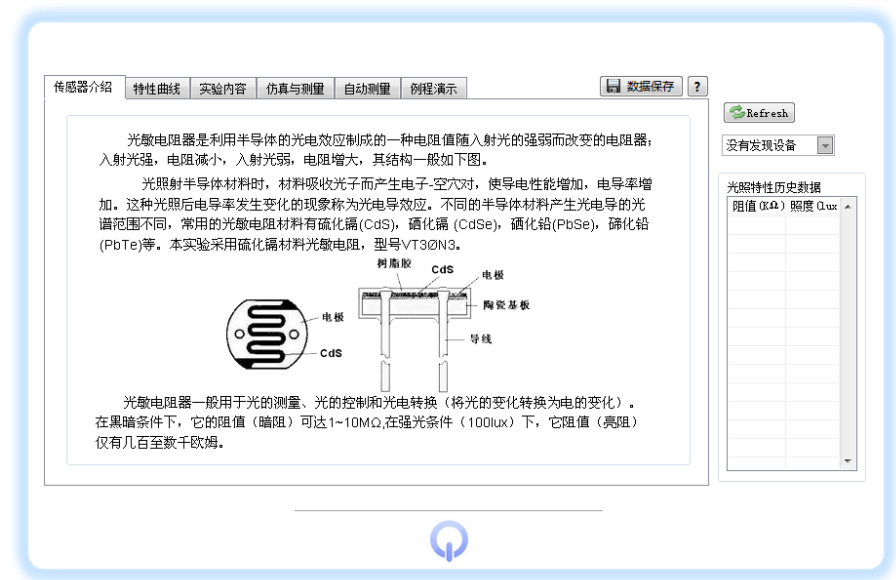 传感器介绍
特性曲线
实验内容
仿真与测量
自动测量
例程演示
数据保存
?
Refresh
没有发现设备
光敏电阻器是利用半导体的光电效应制成的一种电阻值随入射光的强弱而改变的电阻器；
入射光强，电阻减小，入射光弱，电阻增大，其结构一般如下图。
光照射半导体材料时，材料吸收光子而产生电子-空穴对，使导电性能增加，电导率增
加。这种光照后电导率发生变化的现象称为光电导效应。不同的半导体材料产生光电导的光
谱范围不同，常用的光敏电阻材料有硫化镉(CdS)，硒化镉 (CdSe)，硒化铅(PbSe)，碲化铅
(PbTe)等。本实验采用硫化镉材料光敏电阻，型号VT30N3。
树脂胶
CdS
电极
陶瓷基板
导线
电极
CdS
光敏电阻器一般用于光的测量、光的控制和光电转换（将光的变化转换为电的变化）。
在黑暗条件下，它的阻值（暗阻）可达1~10MΩ,在强光条件（100lux）下，它阻值（亮阻）
仅有几百至数千欧姆。
光照特性历史数据
阻值(KΩ) 照度(lux